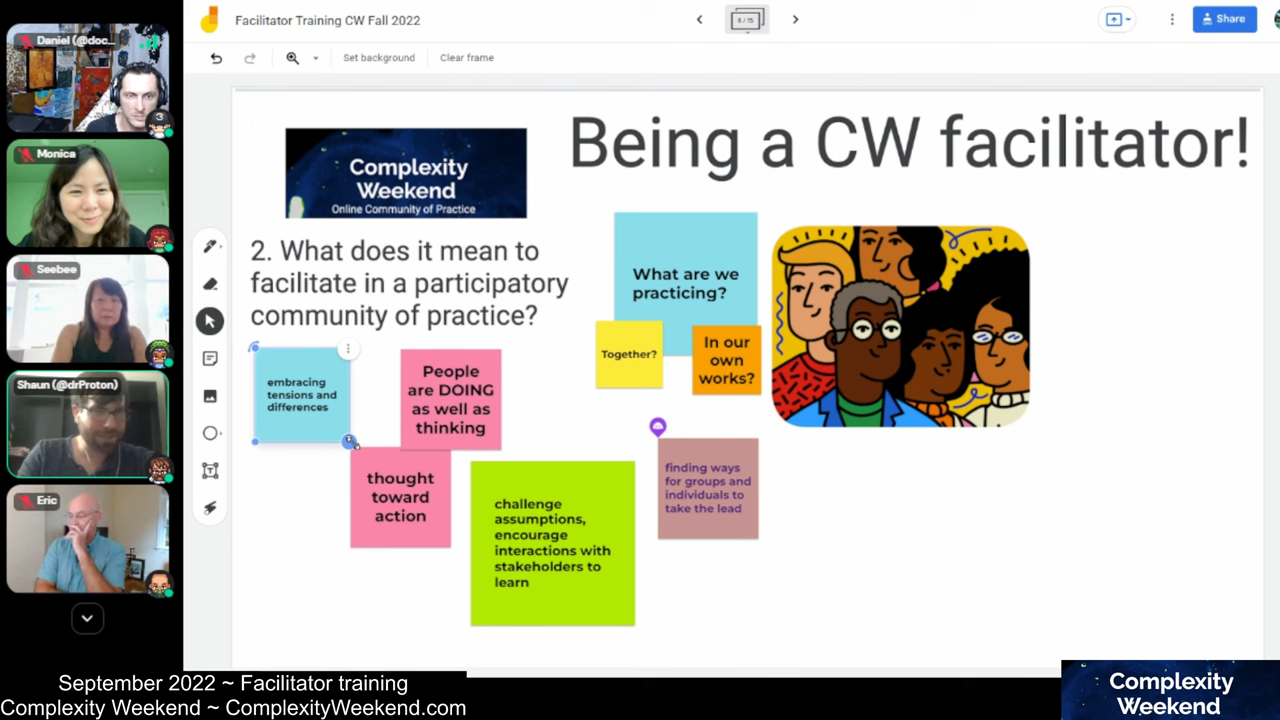 Daniel (@doc...
Monica
Seebee
Shaun (@drProton)
Eric
Facilitator Training CW Fall 2022
8 / 15
Share
Set background
Clear frame
Being a CW facilitator!
Complexity
Weekend
Online Community of Practice
2. What does it mean to
facilitate in a participatory
community of practice?
What are we
practicing?
Together?
In our
own
works?
embracing
tensions and
differences
People
are DOING
as well as
thinking
thought
toward
action
challenge
assumptions,
encourage
interactions with
stakeholders to
learn
finding ways
for groups and
individuals to
take the lead
September 2022 ~ Facilitator training
Complexity Weekend ~ ComplexityWeekend.com
Complexity
Weekend